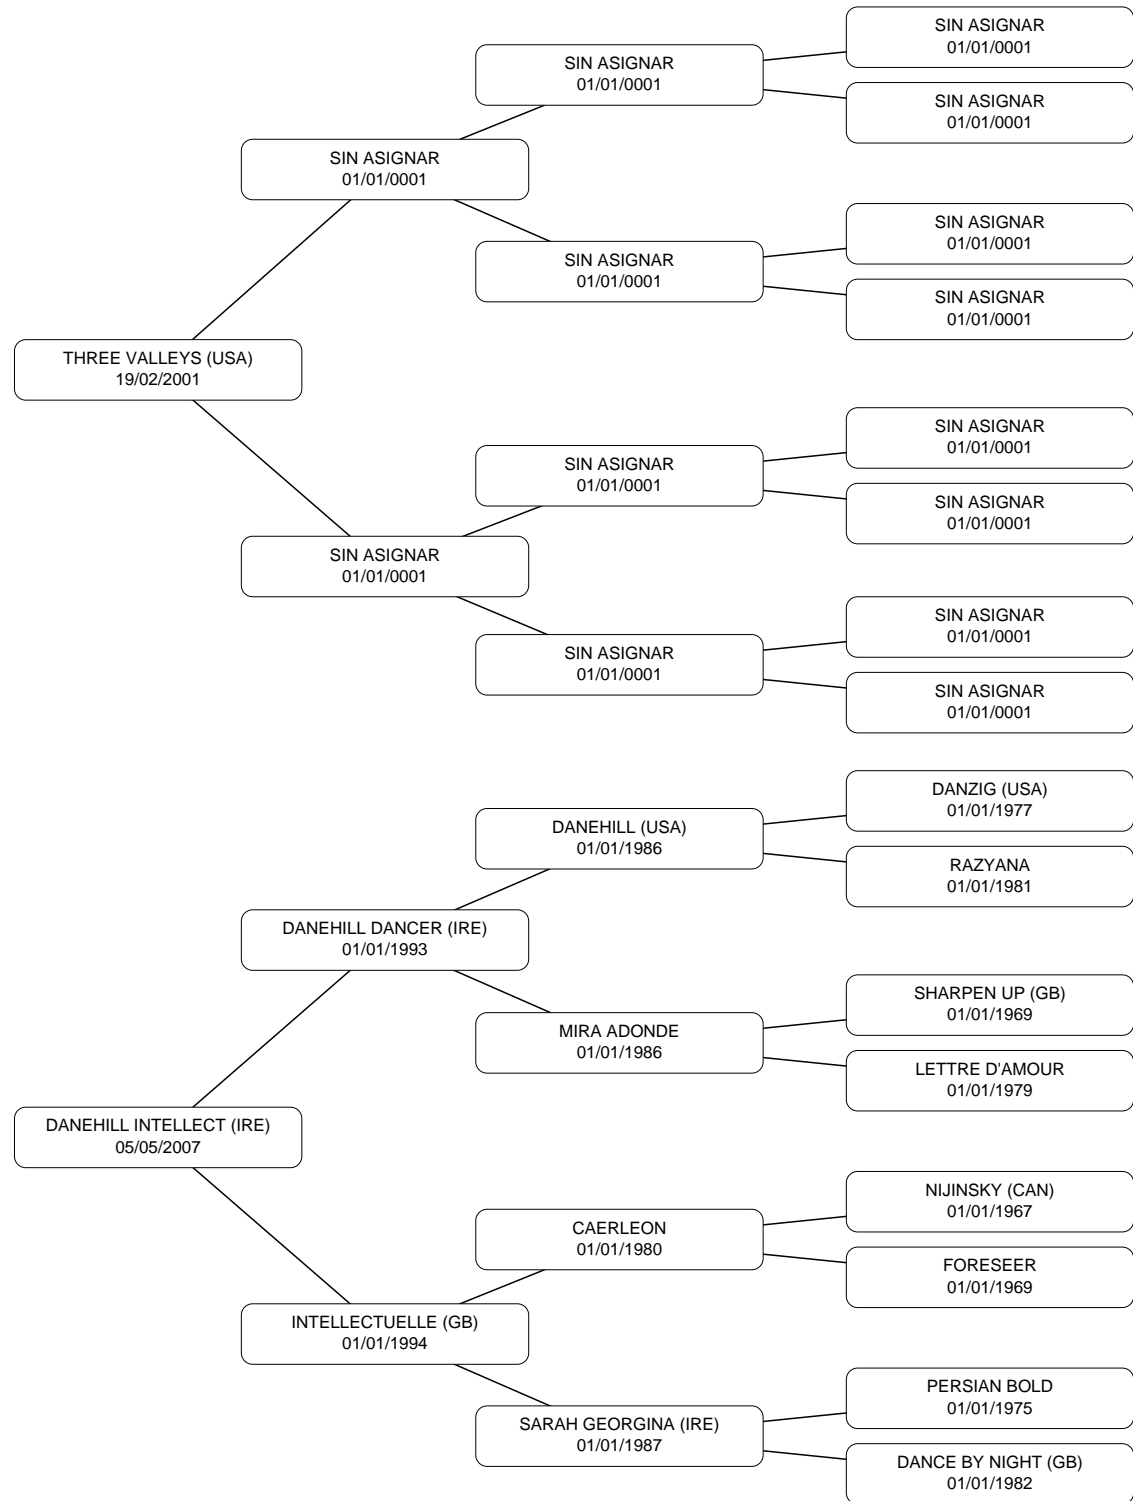 SIN ASIGNAR
01/01/0001
SIN ASIGNAR
01/01/0001
SIN ASIGNAR
01/01/0001
SIN ASIGNAR
01/01/0001
SIN ASIGNAR
01/01/0001
SIN ASIGNAR
01/01/0001
SIN ASIGNAR
01/01/0001
THREE VALLEYS (USA)
19/02/2001
SIN ASIGNAR
01/01/0001
SIN ASIGNAR
01/01/0001
SIN ASIGNAR
01/01/0001
SIN ASIGNAR
01/01/0001
SIN ASIGNAR
01/01/0001
SIN ASIGNAR
01/01/0001
SIN ASIGNAR
01/01/0001
DANZIG (USA)
01/01/1977
DANEHILL (USA)
01/01/1986
RAZYANA
01/01/1981
DANEHILL DANCER (IRE)
01/01/1993
SHARPEN UP (GB)
01/01/1969
MIRA ADONDE
01/01/1986
LETTRE D'AMOUR
01/01/1979
DANEHILL INTELLECT (IRE)
05/05/2007
NIJINSKY (CAN)
01/01/1967
CAERLEON
01/01/1980
FORESEER
01/01/1969
INTELLECTUELLE (GB)
01/01/1994
PERSIAN BOLD
01/01/1975
SARAH GEORGINA (IRE)
01/01/1987
DANCE BY NIGHT (GB)
01/01/1982